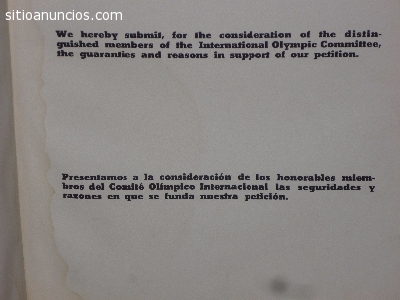 sitioanuncios.com
We hereby submit, for the consideration of the distin-
guished members of the International Olympic Committee,
the guaranties and reasons in support of our petition.
Presentamos a la consideración de los honorables miem-
bros del Comité Olímpico Internacional las seguridades y
razones en que se funda nuestra petición.